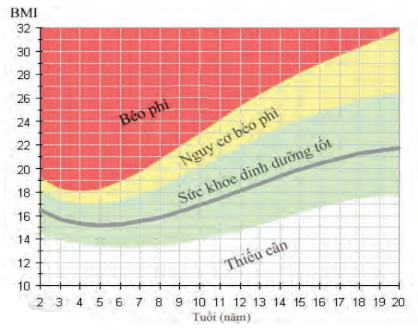 BMI
32
30
28
26
24
22
20
18
16
14
12
10
Béo phì
Nguy cơ béo phì
Sức khỏe dinh dưỡng tốt
Thiếu cân
2 3 4 5 6 7 8 9 10 11 12 13 14 15 16 17 18 19 20
Tuổi (năm)